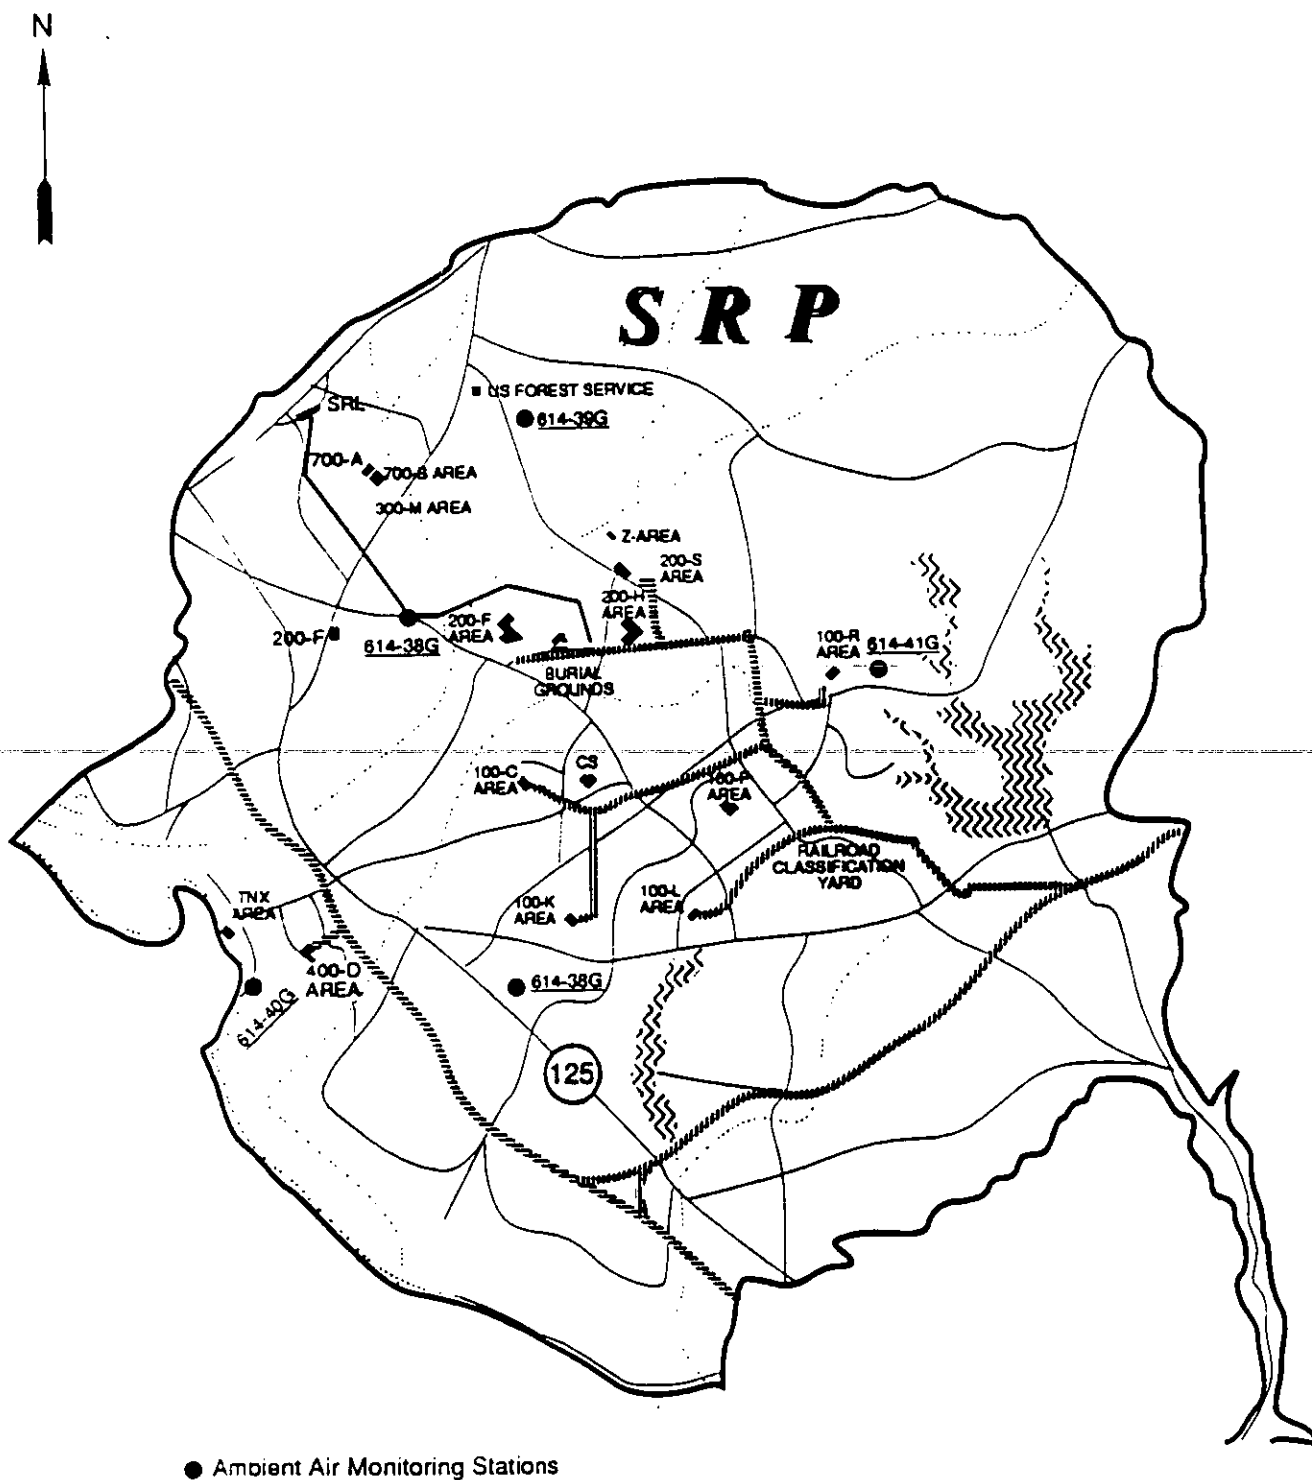 N
SRP
US FOREST SERVICE
614-39G
SRL
700-A
700-B AREA
300-M AREA
Z-AREA
200-S
AREA
200-H
AREA
200-F
AREA
200-F
614-38G
100-R
AREA
614-41G
BURIAL
GROUNDS
CS
100-C
AREA
100-P
AREA
RAILROAD
CLASSIFICATION
YARD
TNX
AREA
100-K
AREA
100-L
AREA
400-D
AREA
614-38G
614-40G
125
Ambient Air Monitoring Stations